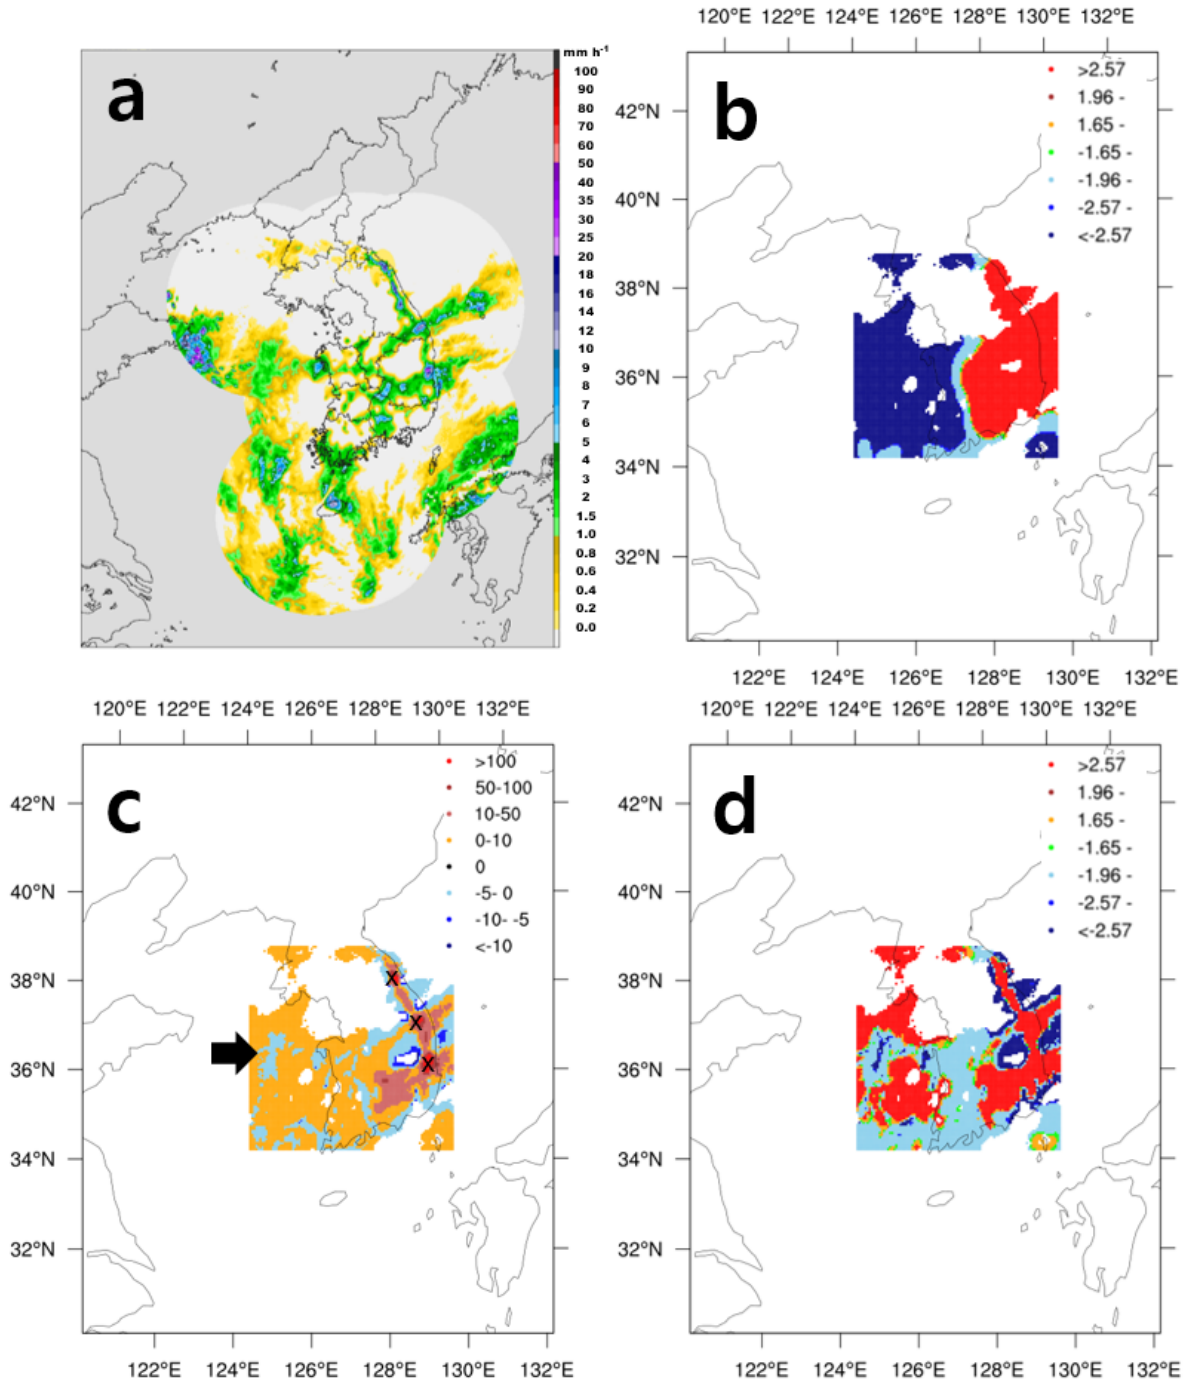 120°E 122°E 124°E 126°E 128°E 130°E 132°E
a
mm h-1
100
90
80
70
60
50
40
35
30
25
20
18
16
14
12
10
9
8
7
6
5
4
3
2
1.5
1.0
0.8
0.6
0.4
0.2
0.0
b
>2.57
1.96 -
1.65 -
-1.65 -
-1.96 -
-2.57 -
<-2.57
42°N
40°N
38°N
36°N
34°N
32°N
122°E 124°E 126°E 128°E 130°E 132°E
120°E 122°E 124°E 126°E 128°E 130°E 132°E
c
>100
50-100
10-50
0-10
0
-5- 0
-10- -5
<-10
42°N
40°N
38°N
36°N
34°N
32°N
X
X
X
122°E 124°E 126°E 128°E 130°E 132°E
120°E 122°E 124°E 126°E 128°E 130°E 132°E
d
>2.57
1.96 -
1.65 -
-1.65 -
-1.96 -
-2.57 -
<-2.57
42°N
40°N
38°N
36°N
34°N
32°N
122°E 124°E 126°E 128°E 130°E 132°E